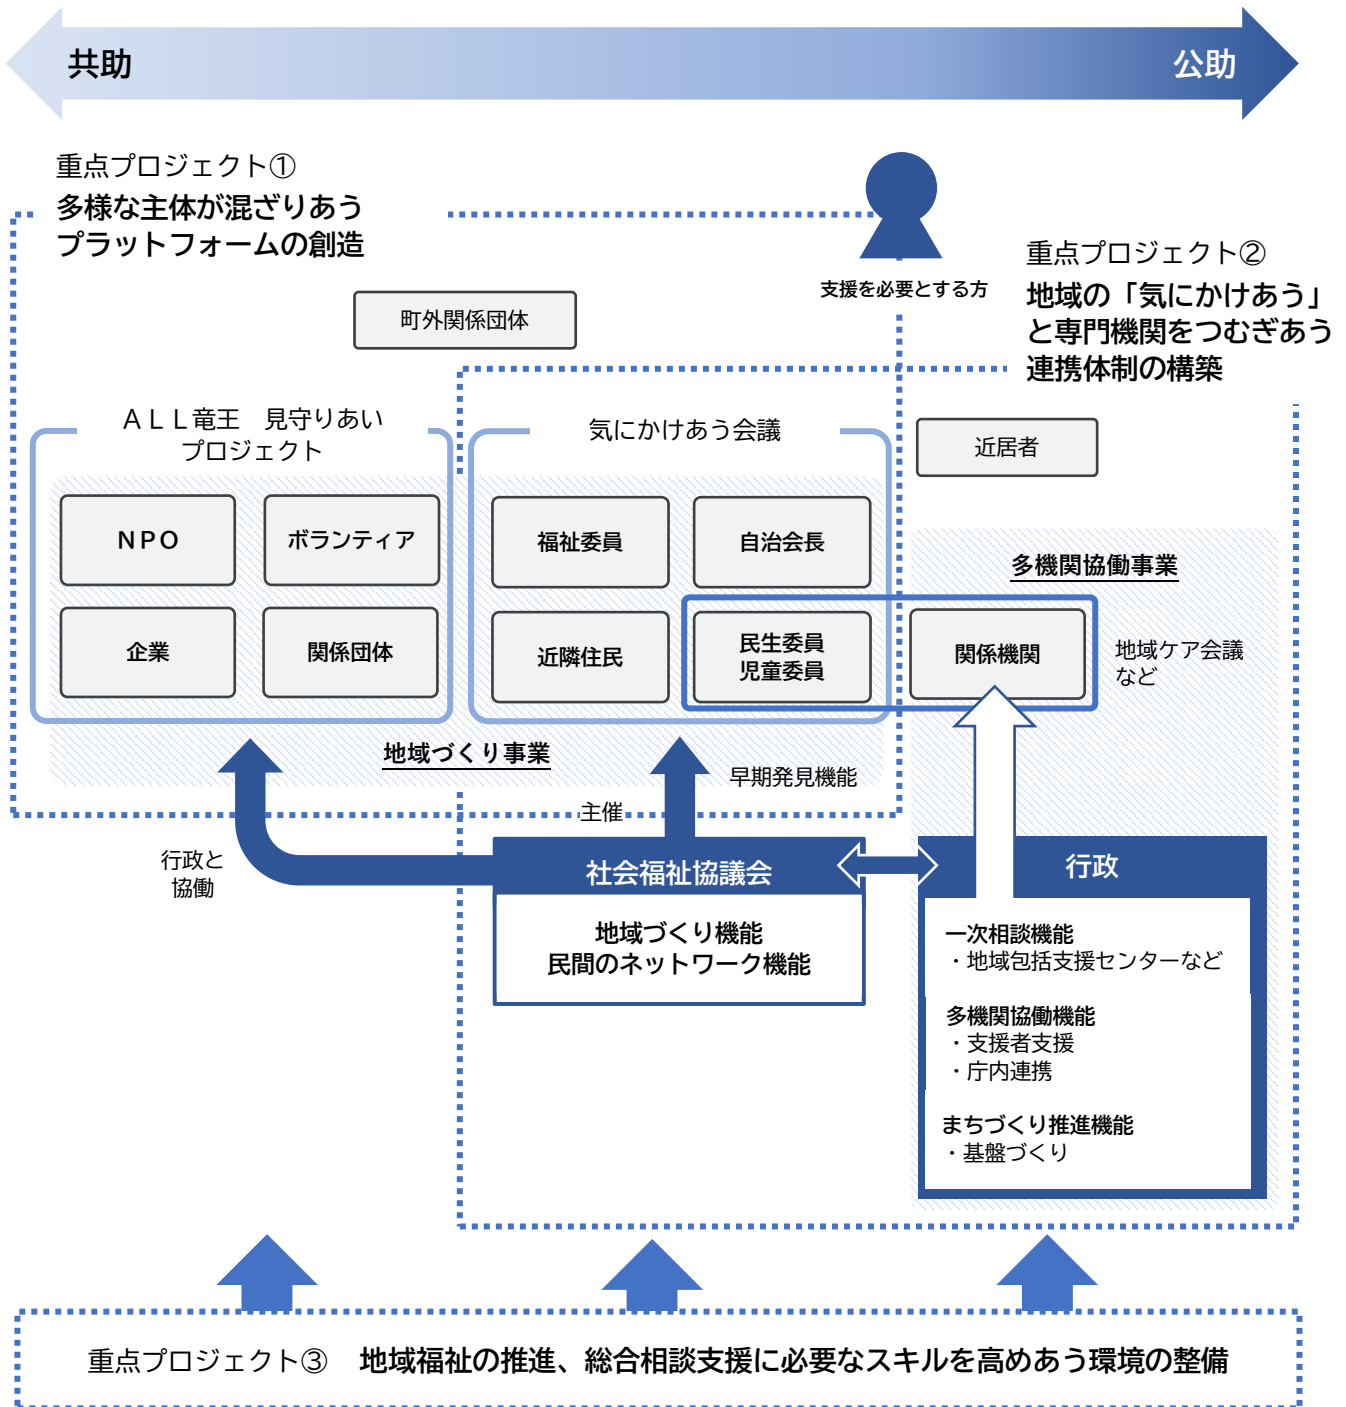 共助
公助
重点プロジェクト①
多様な主体が混ざりあう
プラットフォームの創造
支援を必要とする方
重点プロジェクト②
地域の「気にかけあう」
と専門機関をつむぎあう
連携体制の構築
町外関係団体
ＡＬＬ竜王　見守りあい
プロジェクト
気にかけあう会議
近居者
ＮＰＯ
ボランティア
企業
関係団体
福祉委員
自治会長
近隣住民
民生委員
児童委員
多機関協働事業
関係機関
地域ケア会議
など
地域づくり事業
早期発見機能
主催
行政と
協働
社会福祉協議会
地域づくり機能
民間のネットワーク機能
行政
一次相談機能
・地域包括支援センターなど
多機関協働機能
・支援者支援
・庁内連携
まちづくり推進機能
・基盤づくり
重点プロジェクト③　地域福祉の推進、総合相談支援に必要なスキルを高めあう環境の整備